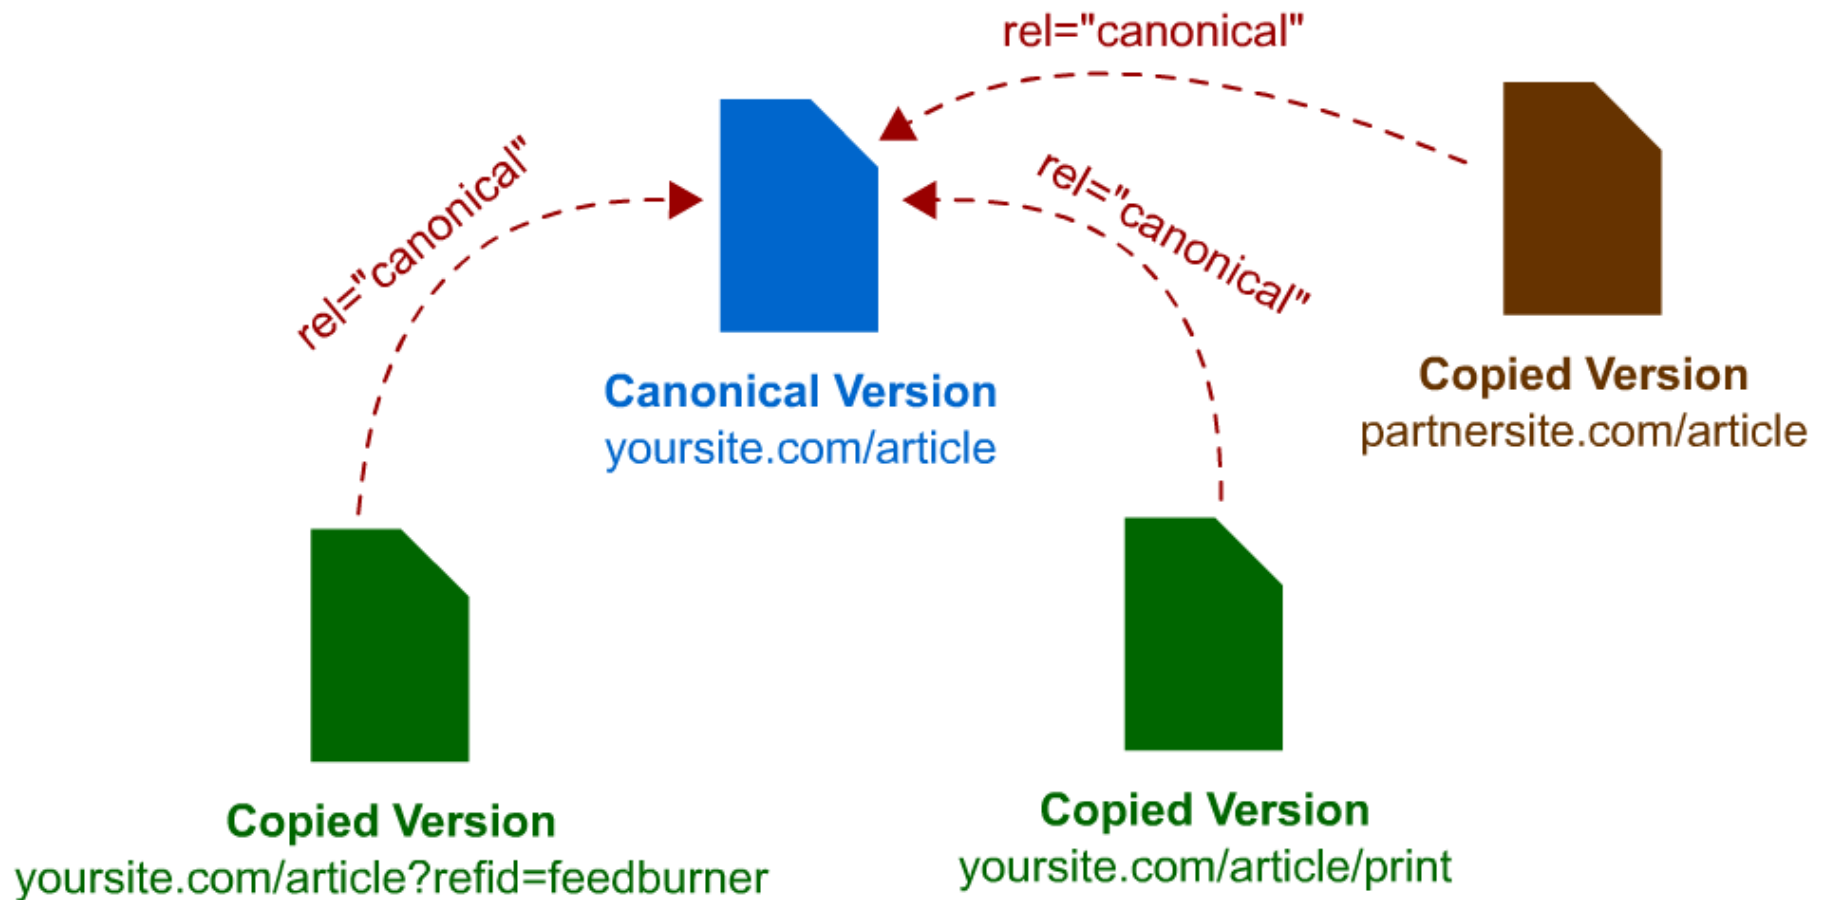 rel="canonical"
rel="canonical"
rel="canonical"
Canonical Version
yoursite.com/article
Copied Version
partnersite.com/article
Copied Version
yoursite.com/article?refid=feedburner
Copied Version
yoursite.com/article/print